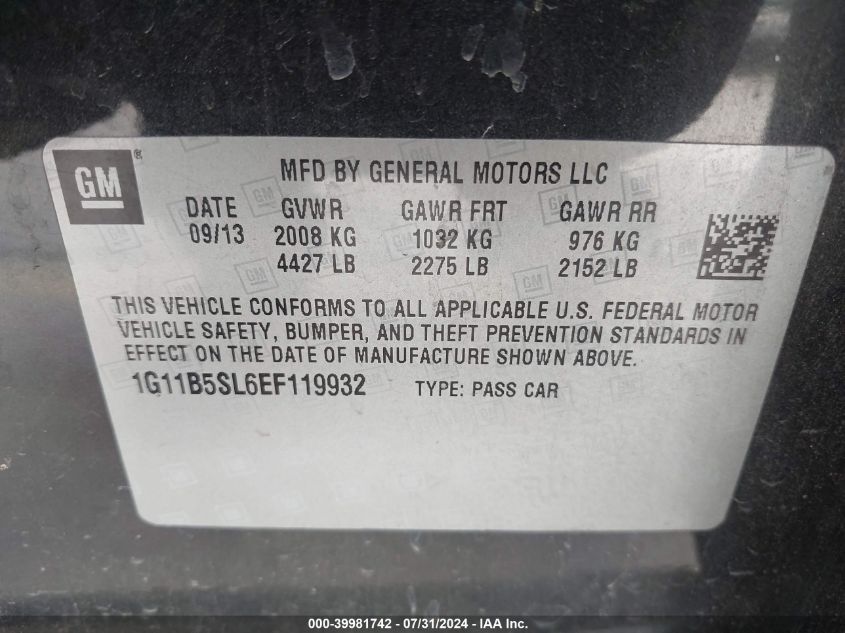 GM ® MFD BY GENERAL MOTORS LLC
DATE GVWR GAWR FRT GAWR RR
09/13 2008 KG 1032 KG 976 KG
4427 LB 2275 LB 2152 LB
THIS VEHICLE CONFORMS TO ALL APPLICABLE U.S. FEDERAL MOTOR
VEHICLE SAFETY, BUMPER, AND THEFT PREVENTION STANDARDS IN
EFFECT ON THE DATE OF MANUFACTURE SHOWN ABOVE.
1G11B5SL6EF119932 TYPE: PASS CAR
000-39981742 - 07/31/2024 - IAA Inc.